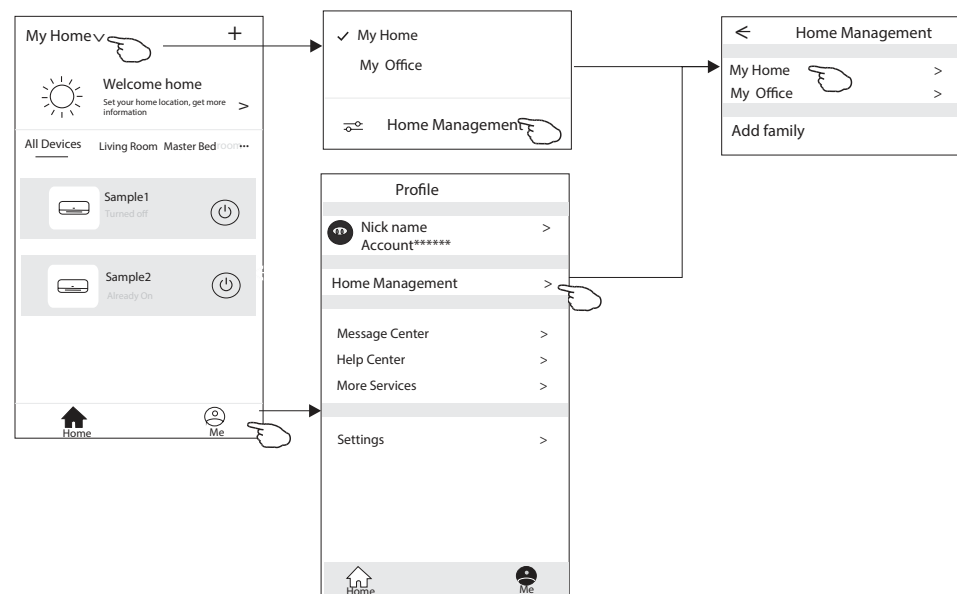 My Home
+
Welcome home
Set your home location, get more
information
>
All Devices Living Room Master Bedroom ...
Sample1
Turned off
Sample2
Already On
Home
Me
✓ My Home
My Office
Home Management
Profile
Nick name >
Account******
Home Management >
Message Center >
Help Center >
More Services >
Settings >
Home
Me
Home Management
My Home >
My Office >
Add family